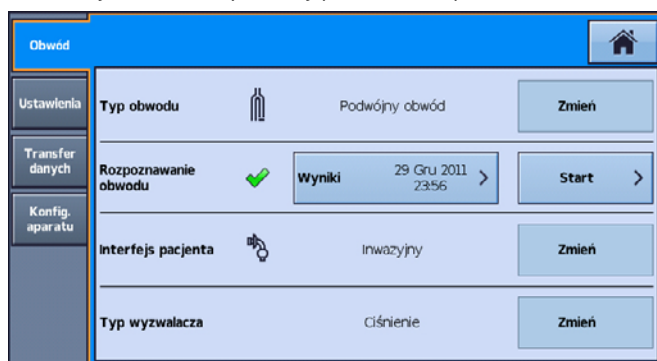 Obwód
Ustawienia
Transfer
danych
Konfig.
aparatu
Typ obwodu
Podwójny obwód
Zmień
Rozpoznawanie
obwodu
Wyniki
29 Gru 2011
23:56
Start
Interfejs pacjenta
Inwazyjny
Zmień
Typ wyzwalacza
Ciśnienie
Zmień